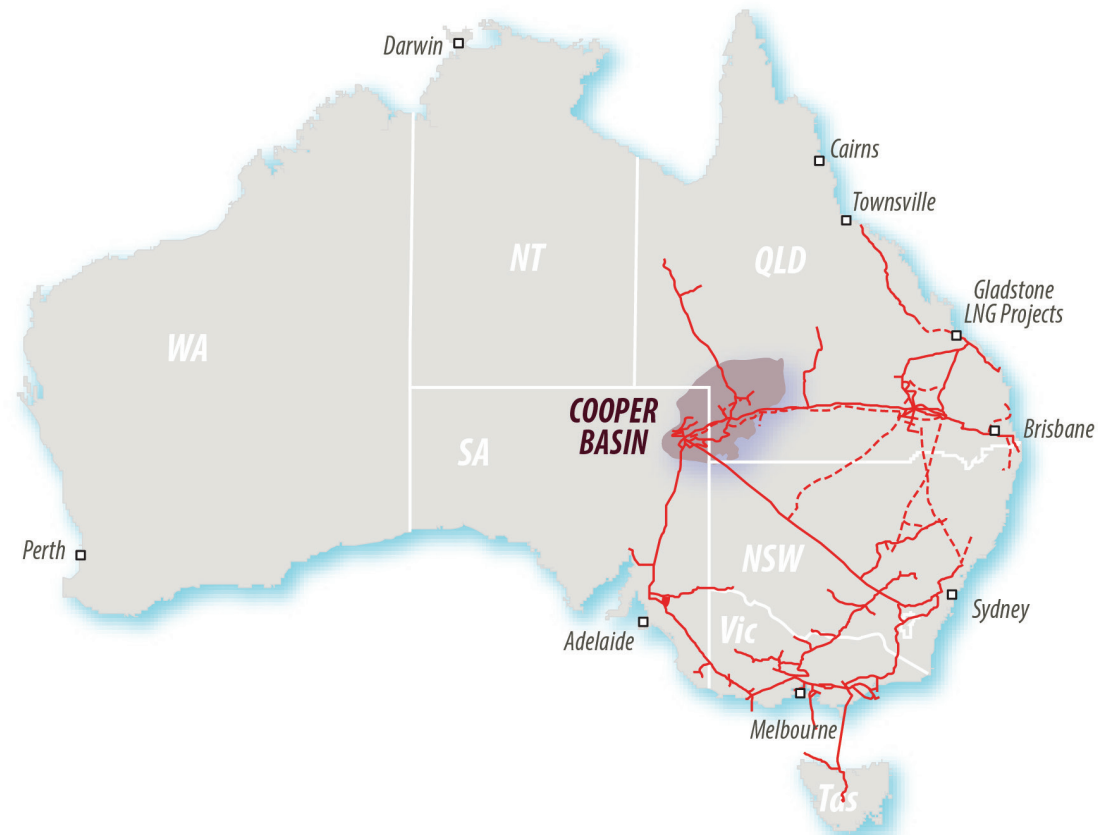 Darwin
Cairns
Townsville
NT
QLD
Gladstone
LNG Projects
WA
COOPER
BASIN
SA
Brisbane
Perth
NSW
Sydney
Vic
Adelaide
Melbourne
Tas